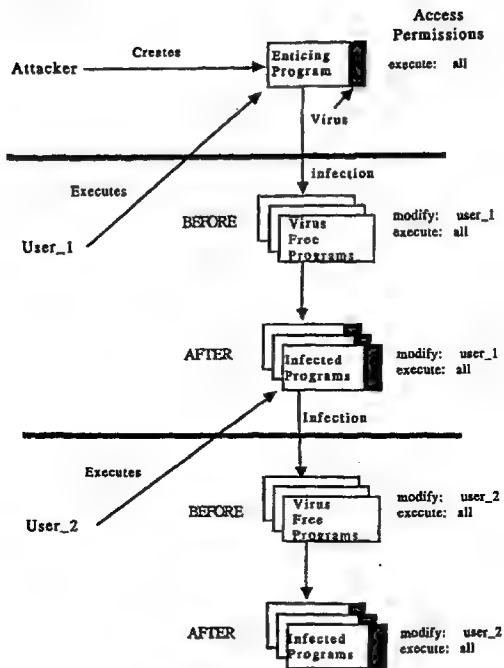 Access
Permissions
Attacker
Creates
Enticing
Program
execute: all
Virus
Executes
infection
BEFORE
Virus
Free
Programs
modify: user_1
execute: all
User_1
AFTER
Infected
Programs
modify: user_1
execute: all
Infection
Executes
User_2
BEFORE
Virus
Free
Programs
modify: user_2
execute: all
AFTER
Infected
Programs
modify: user_2
execute: all